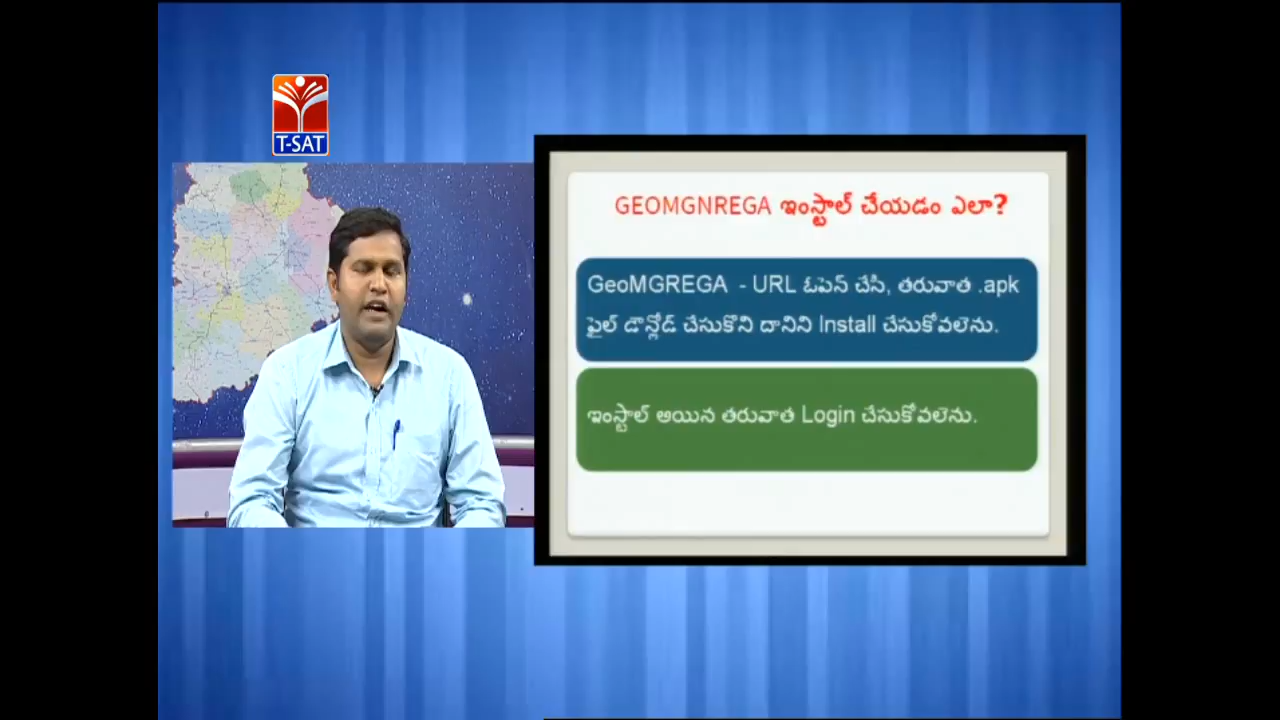 T-SAT
GEOMGNREGA ఇంస్టాల్ చేయడం ఎలా?
GeoMGREGA - URL ఓపెన్ చేసి, తరువాత .apk
ఫైల్ డౌన్లోడ్ చేసుకొని దానిని Install చేసుకోవలెను.
ఇంస్టాల్ అయిన తరువాత Login చేసుకోవలెను.